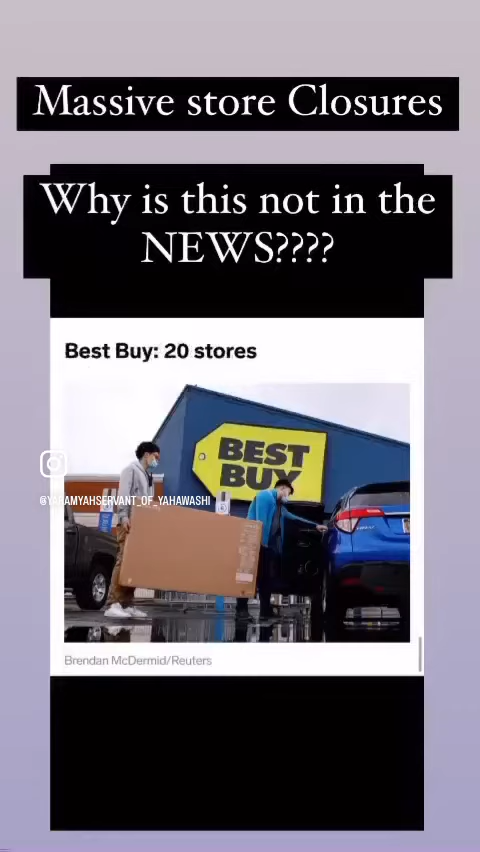 Massive store Closures
Why is this not in the
NEWS????
Best Buy: 20 stores
BEST
BUY
@YARAMYAHSERVANT_OF_YAHAWASHI
Brendan McDermid/Reuters